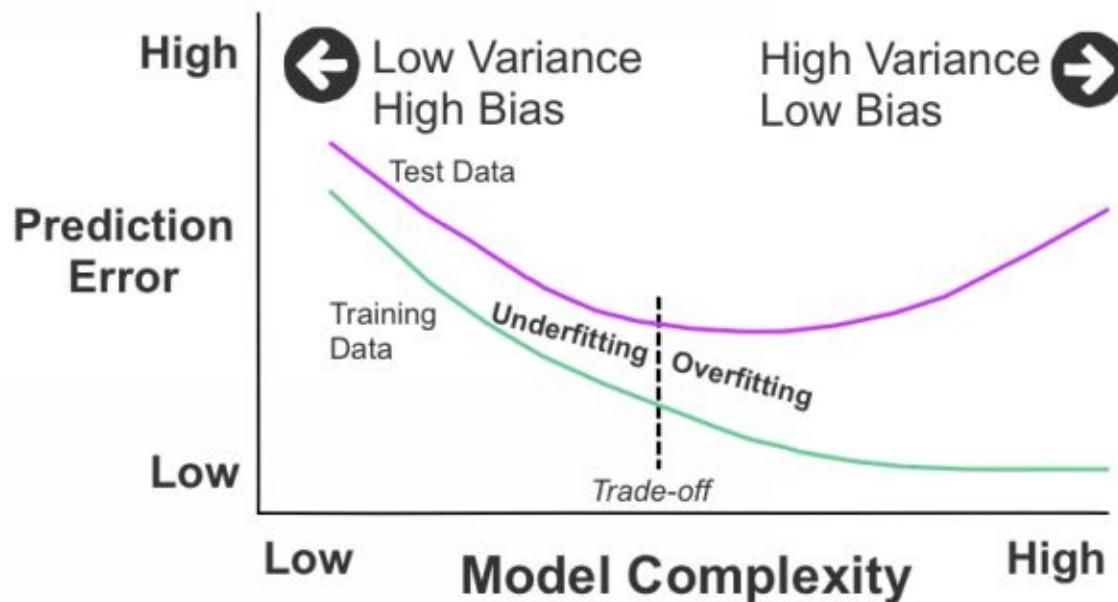 High
Low Variance
High Bias
High Variance
Low Bias
Test Data
Prediction
Error
Training
Data
Underfitting
Overfitting
Low
Trade-off
Low
Model Complexity
High